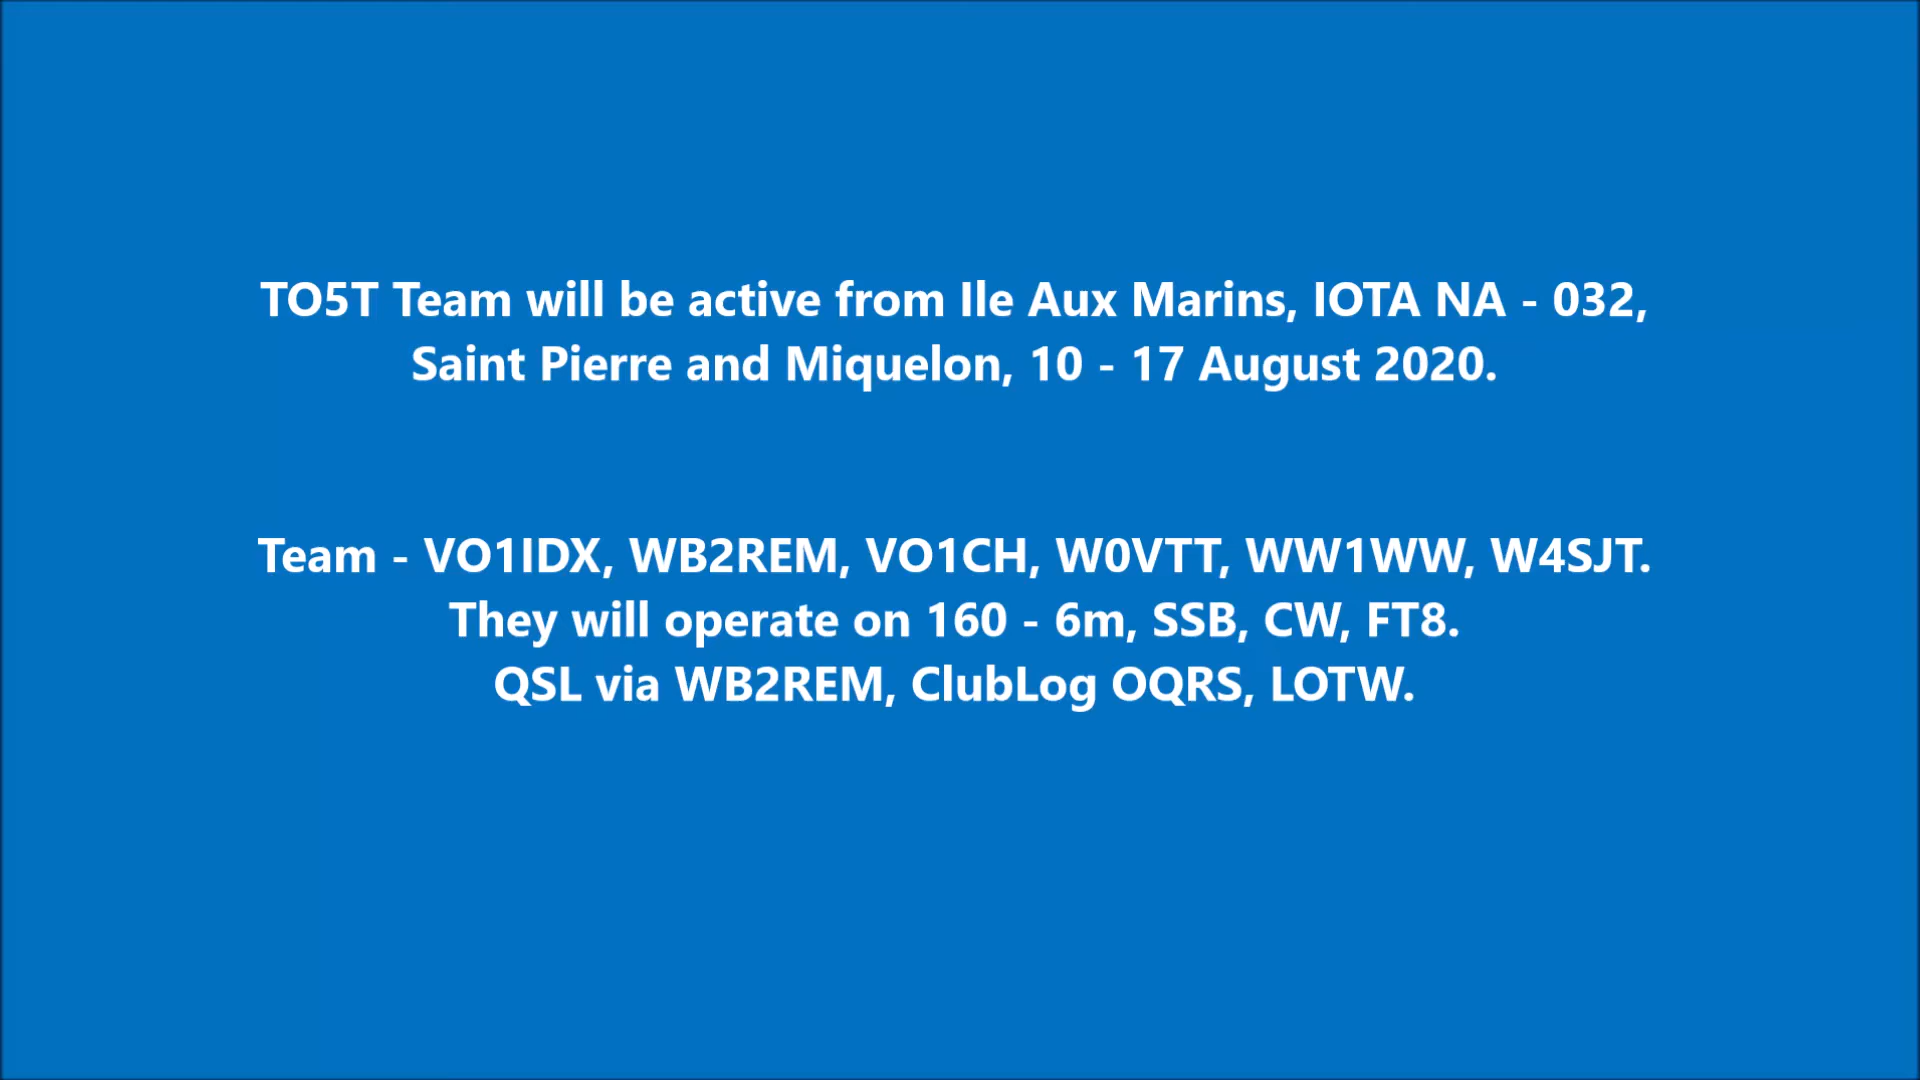 TO5T Team will be active from Ile Aux Marins, IOTA NA - 032,
Saint Pierre and Miquelon, 10 - 17 August 2020.
Team - VO1IDX, WB2REM, VO1CH, W0VTT, WW1WW, W4SJT.
They will operate on 160 - 6m, SSB, CW, FT8.
QSL via WB2REM, ClubLog OQRS, LOTW.